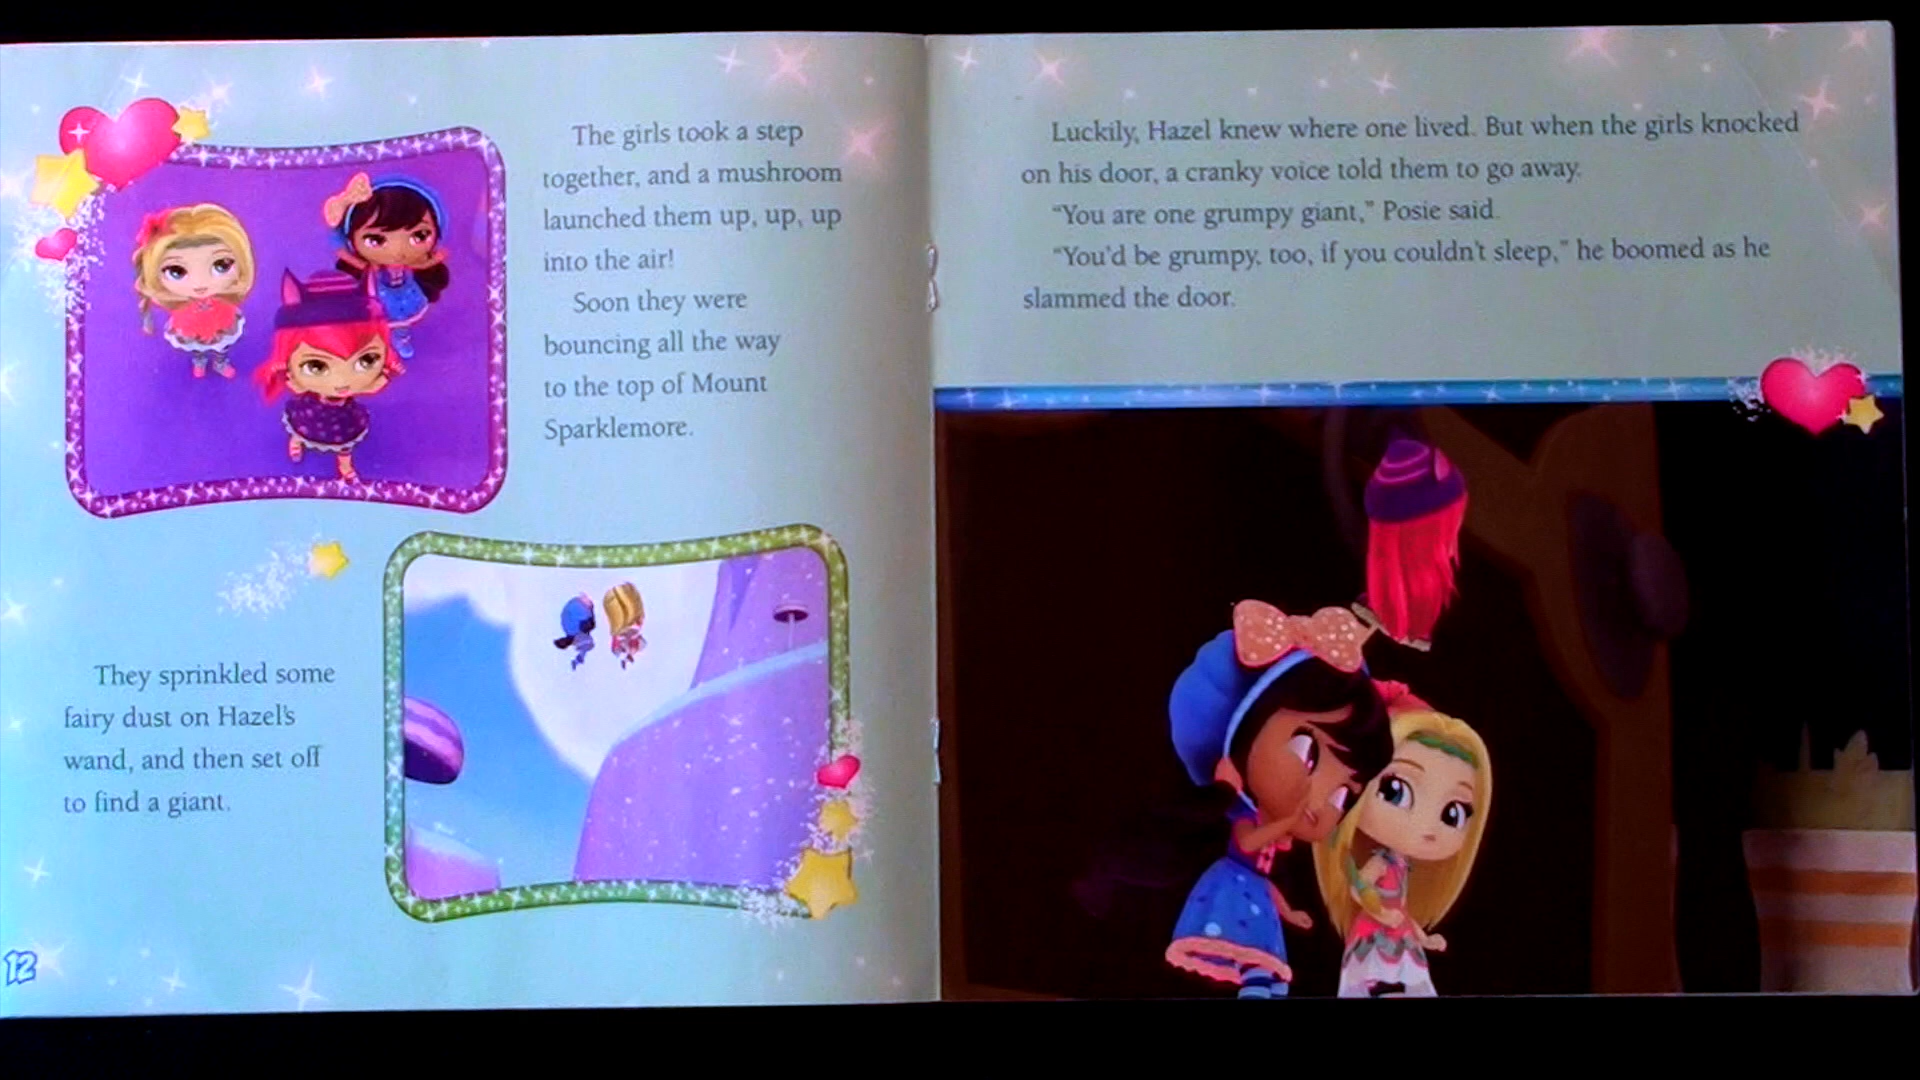 The girls took a step
together, and a mushroom
launched them up, up, up
into the air!
Soon they were
bouncing all the way
to the top of Mount
Sparklemore.
They sprinkled some
fairy dust on Hazel's
wand, and then set off
to find a giant.
12
Luckily, Hazel knew where one lived. But when the girls knocked
on his door, a cranky voice told them to go away.
“You are one grumpy giant,” Posie said.
“You'd be grumpy, too, if you couldn't sleep,” he boomed as he
slammed the door.